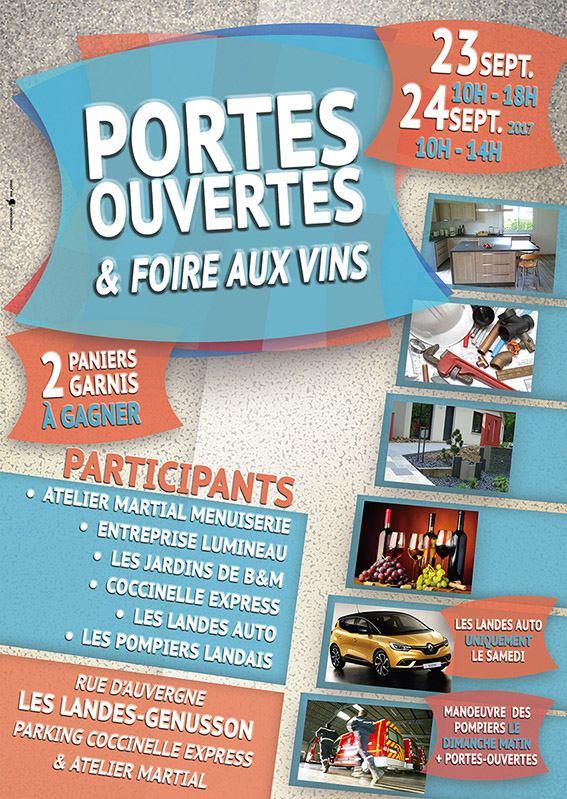 23 SEPT.
10H - 18H
24 SEPT. 2017
10H - 14H
PORTES
OUVERTES
& FOIRE AUX VINS
2 PANIERS
GARNIS
À GAGNER
PARTICIPANTS
• ATELIER MARTIAL MENUISERIE
• ENTREPRISE LUMINEAU
• LES JARDINS DE B&M
• COCCINELLE EXPRESS
• LES LANDES AUTO
• LES POMPIERS LANDAIS
RUE D'AUVERGNE
LES LANDES-GENUSSON
PARKING COCCINELLE EXPRESS
& ATELIER MARTIAL
LES LANDES AUTO
UNIQUEMENT
LE SAMEDI
MANOEUVRE DES
POMPIERS LE
DIMANCHE MATIN
+ PORTES-OUVERTES